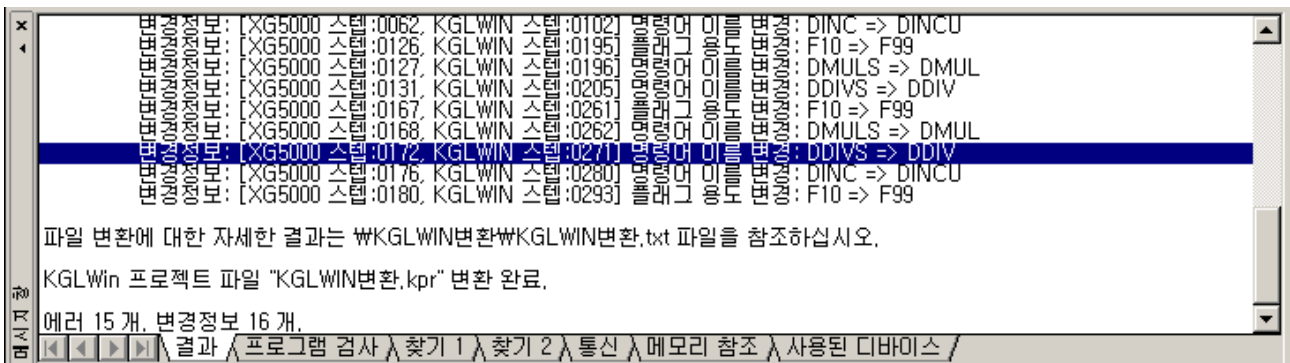 변경정보: [XG5000 스텝:0062, KGLWIN 스텝:0102] 명령어 이름 변경: DINC => DINCU
변경정보: [XG5000 스텝:0126, KGLWIN 스텝:0195] 플래그 용도 변경: F10 => F99
변경정보: [XG5000 스텝:0127, KGLWIN 스텝:0196] 명령어 이름 변경: DMULS => DMUL
변경정보: [XG5000 스텝:0131, KGLWIN 스텝:0205] 명령어 이름 변경: DDIVS => DDIV
변경정보: [XG5000 스텝:0167, KGLWIN 스텝:0261] 플래그 용도 변경: F10 => F99
변경정보: [XG5000 스텝:0168, KGLWIN 스텝:0262] 명령어 이름 변경: DMULS => DMUL
변경정보: [XG5000 스텝:0172, KGLWIN 스텝:0271] 명령어 이름 변경: DDIVS => DDIV
변경정보: [XG5000 스텝:0176, KGLWIN 스텝:0280] 명령어 이름 변경: DINC => DINCU
변경정보: [XG5000 스텝:0180, KGLWIN 스텝:0293] 플래그 용도 변경: F10 => F99
파일 변환에 대한 자세한 결과는 ₩KGLWIN변환₩KGLWIN변환.txt 파일을 참조하십시오.
KGLWin 프로젝트 파일 "KGLWIN변환.kpr" 변환 완료.
에러 15 개, 변경정보 16 개.
결과 프로그램 검사 찾기 1 찾기 2 통신 메모리 참조 사용된 디바이스
메시지 창